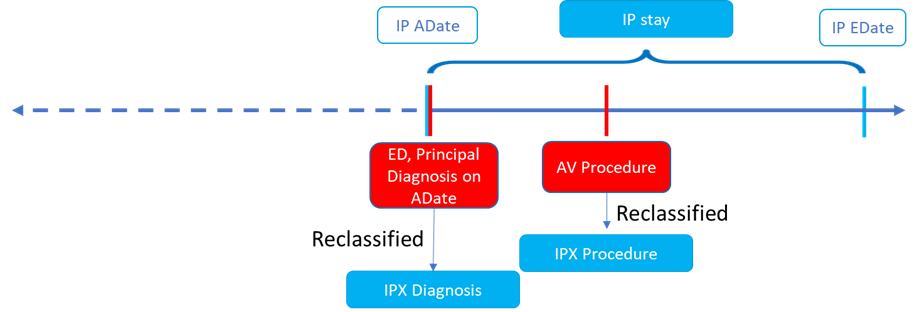 IP ADate
IP stay
IP EDate
ED, Principal
Diagnosis on
ADate
AV Procedure
Reclassified
Reclassified
IPX Procedure
IPX Diagnosis